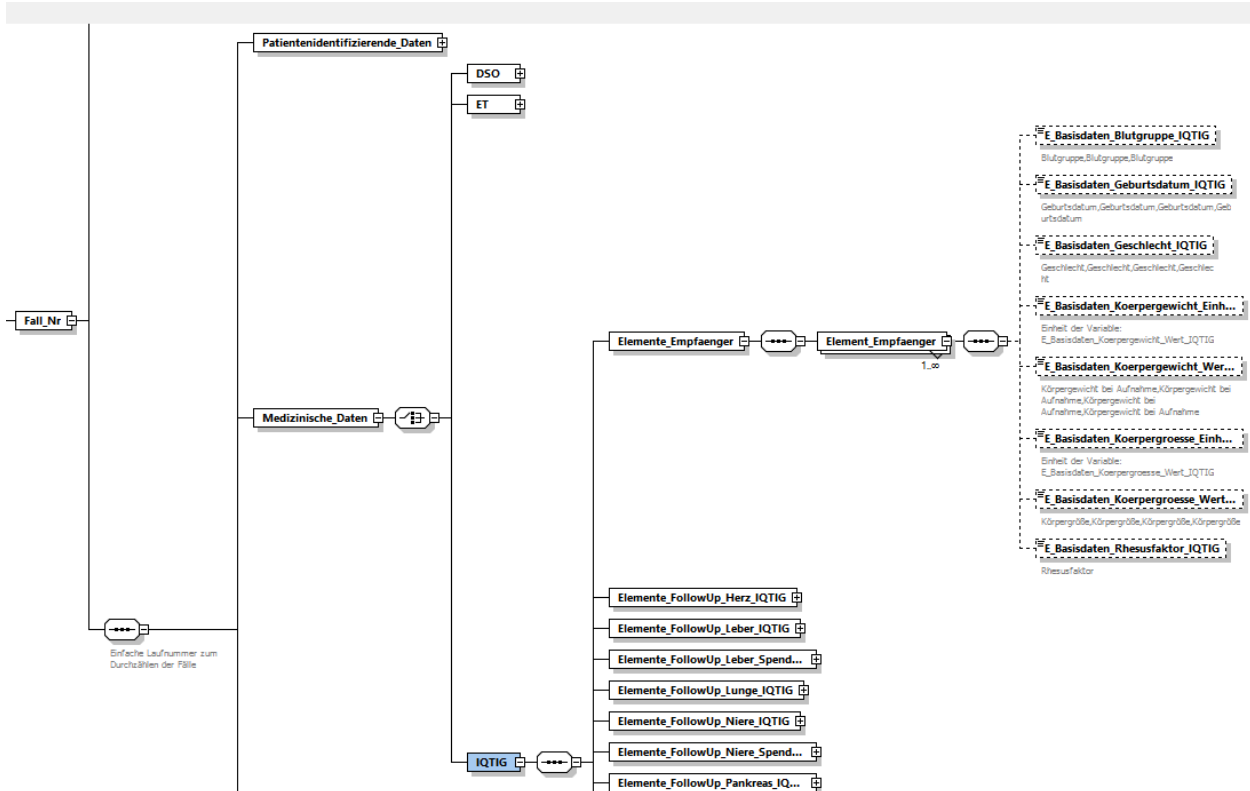 Patientenidentifizierende_Daten
DSO
ET
E_Basisdaten_Blutgruppe_IQTIG
Blutgruppe,Blutgruppe,Blutgruppe
E_Basisdaten_Geburtsdatum_IQTIG
Geburtsdatum,Geburtsdatum,Geburtsdatum,Geb
urtsdatum
E_Basisdaten_Geschlecht_IQTIG
Geschlecht,Geschlecht,Geschlecht,Geschlec
ht
Fall_Nr
E_Basisdaten_Koerpergewicht_Einh...
Einheit der Variable:
E_Basisdaten_Koerpergewicht_Wert_IQTIG
Elemente_Empfaenger
Element_Empfaenger
1..∞
E_Basisdaten_Koerpergewicht_Wer...
Körpergewicht bei Aufnahme,Körpergewicht bei
Aufnahme,Körpergewicht bei
Aufnahme,Körpergewicht bei Aufnahme
Medizinische_Daten
E_Basisdaten_Koerpergroesse_Einh...
Einheit der Variable:
E_Basisdaten_Koerpergroesse_Wert_IQTIG
E_Basisdaten_Koerpergroesse_Wert...
Körpergröße,Körpergröße,Körpergröße,Körpergröße
E_Basisdaten_Rhesusfaktor_IQTIG
Rhesusfaktor
Elemente_FollowUp_Herz_IQTIG
Elemente_FollowUp_Leber_IQTIG
Einfache Laufnummer zum
Durchzählen der Fälle
Elemente_FollowUp_Leber_Spend...
Elemente_FollowUp_Lunge_IQTIG
Elemente_FollowUp_Niere_IQTIG
Elemente_FollowUp_Niere_Spend...
IQTIG
Elemente_FollowUp_Pankreas_IQ...